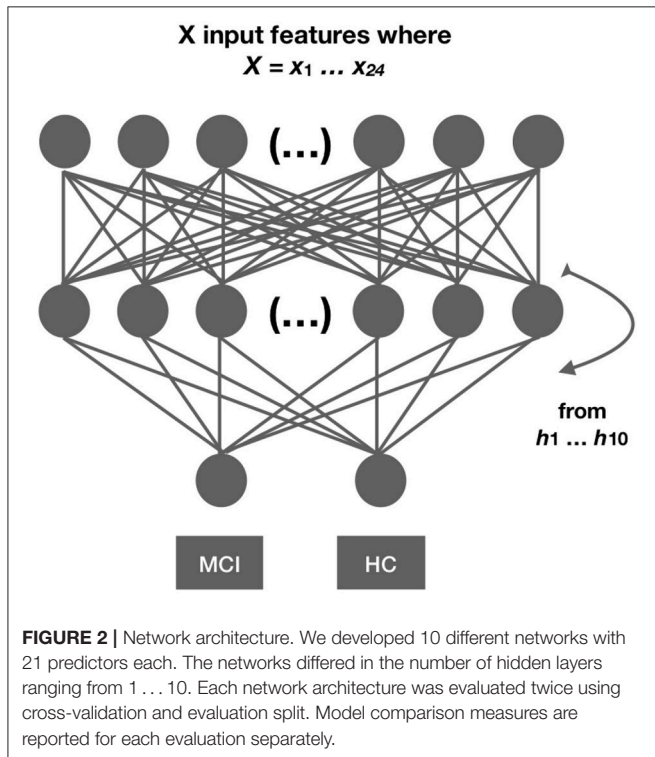 X input features where
X = x1 ... x24
(...)
(...)
from
h1 ... h10
MCI
HC
FIGURE 2 | Network architecture. We developed 10 different networks with
21 predictors each. The networks differed in the number of hidden layers
ranging from 1 . . . 10. Each network architecture was evaluated twice using
cross-validation and evaluation split. Model comparison measures are
reported for each evaluation separately.